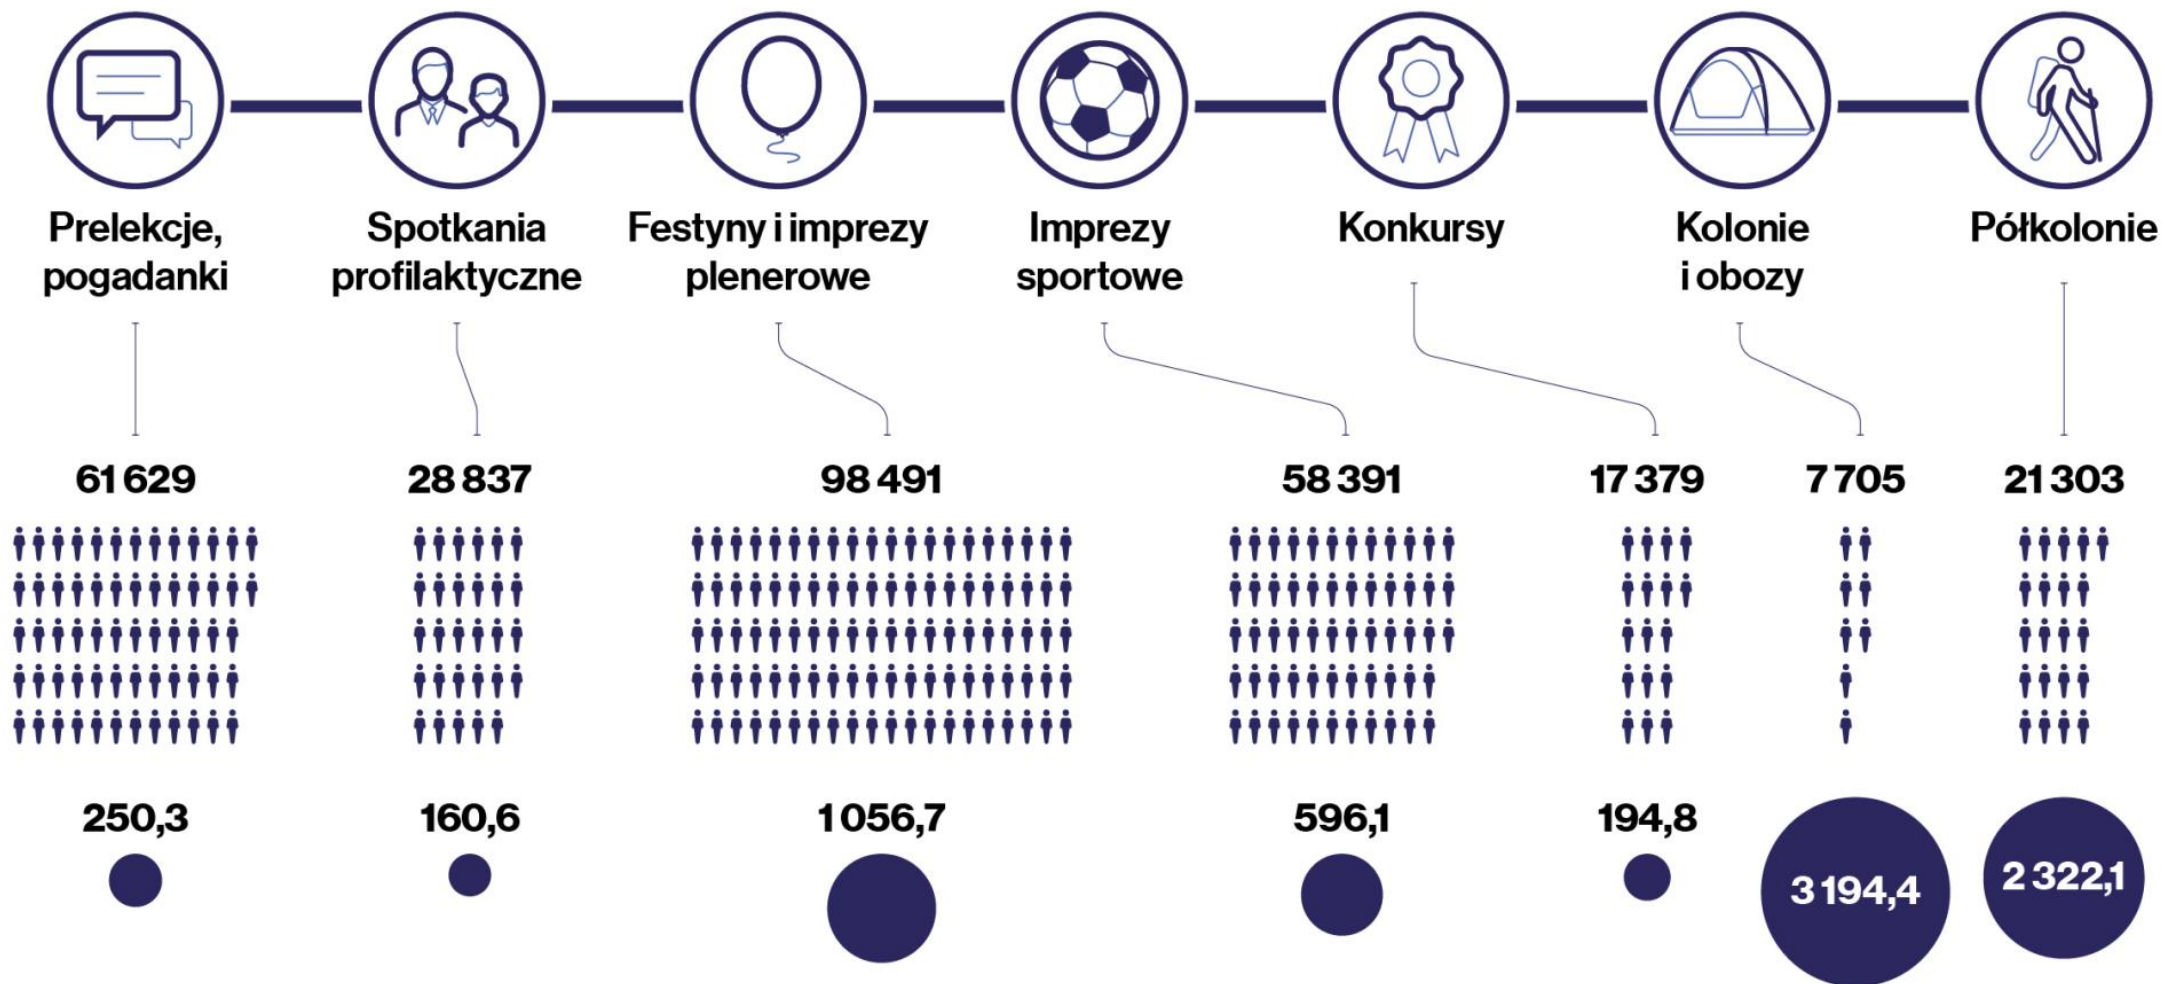 Prelekcje,
pogadanki
Spotkania
profilaktyczne
Festyny i imprezy
plenerowe
Imprezy
sportowe
Konkursy
Kolonie
i obozy
Półkolonie
61 629
28 837
98 491
58 391
17 379
7 705
21 303
250,3
160,6
1 056,7
596,1
194,8
3 194,4
2 322,1